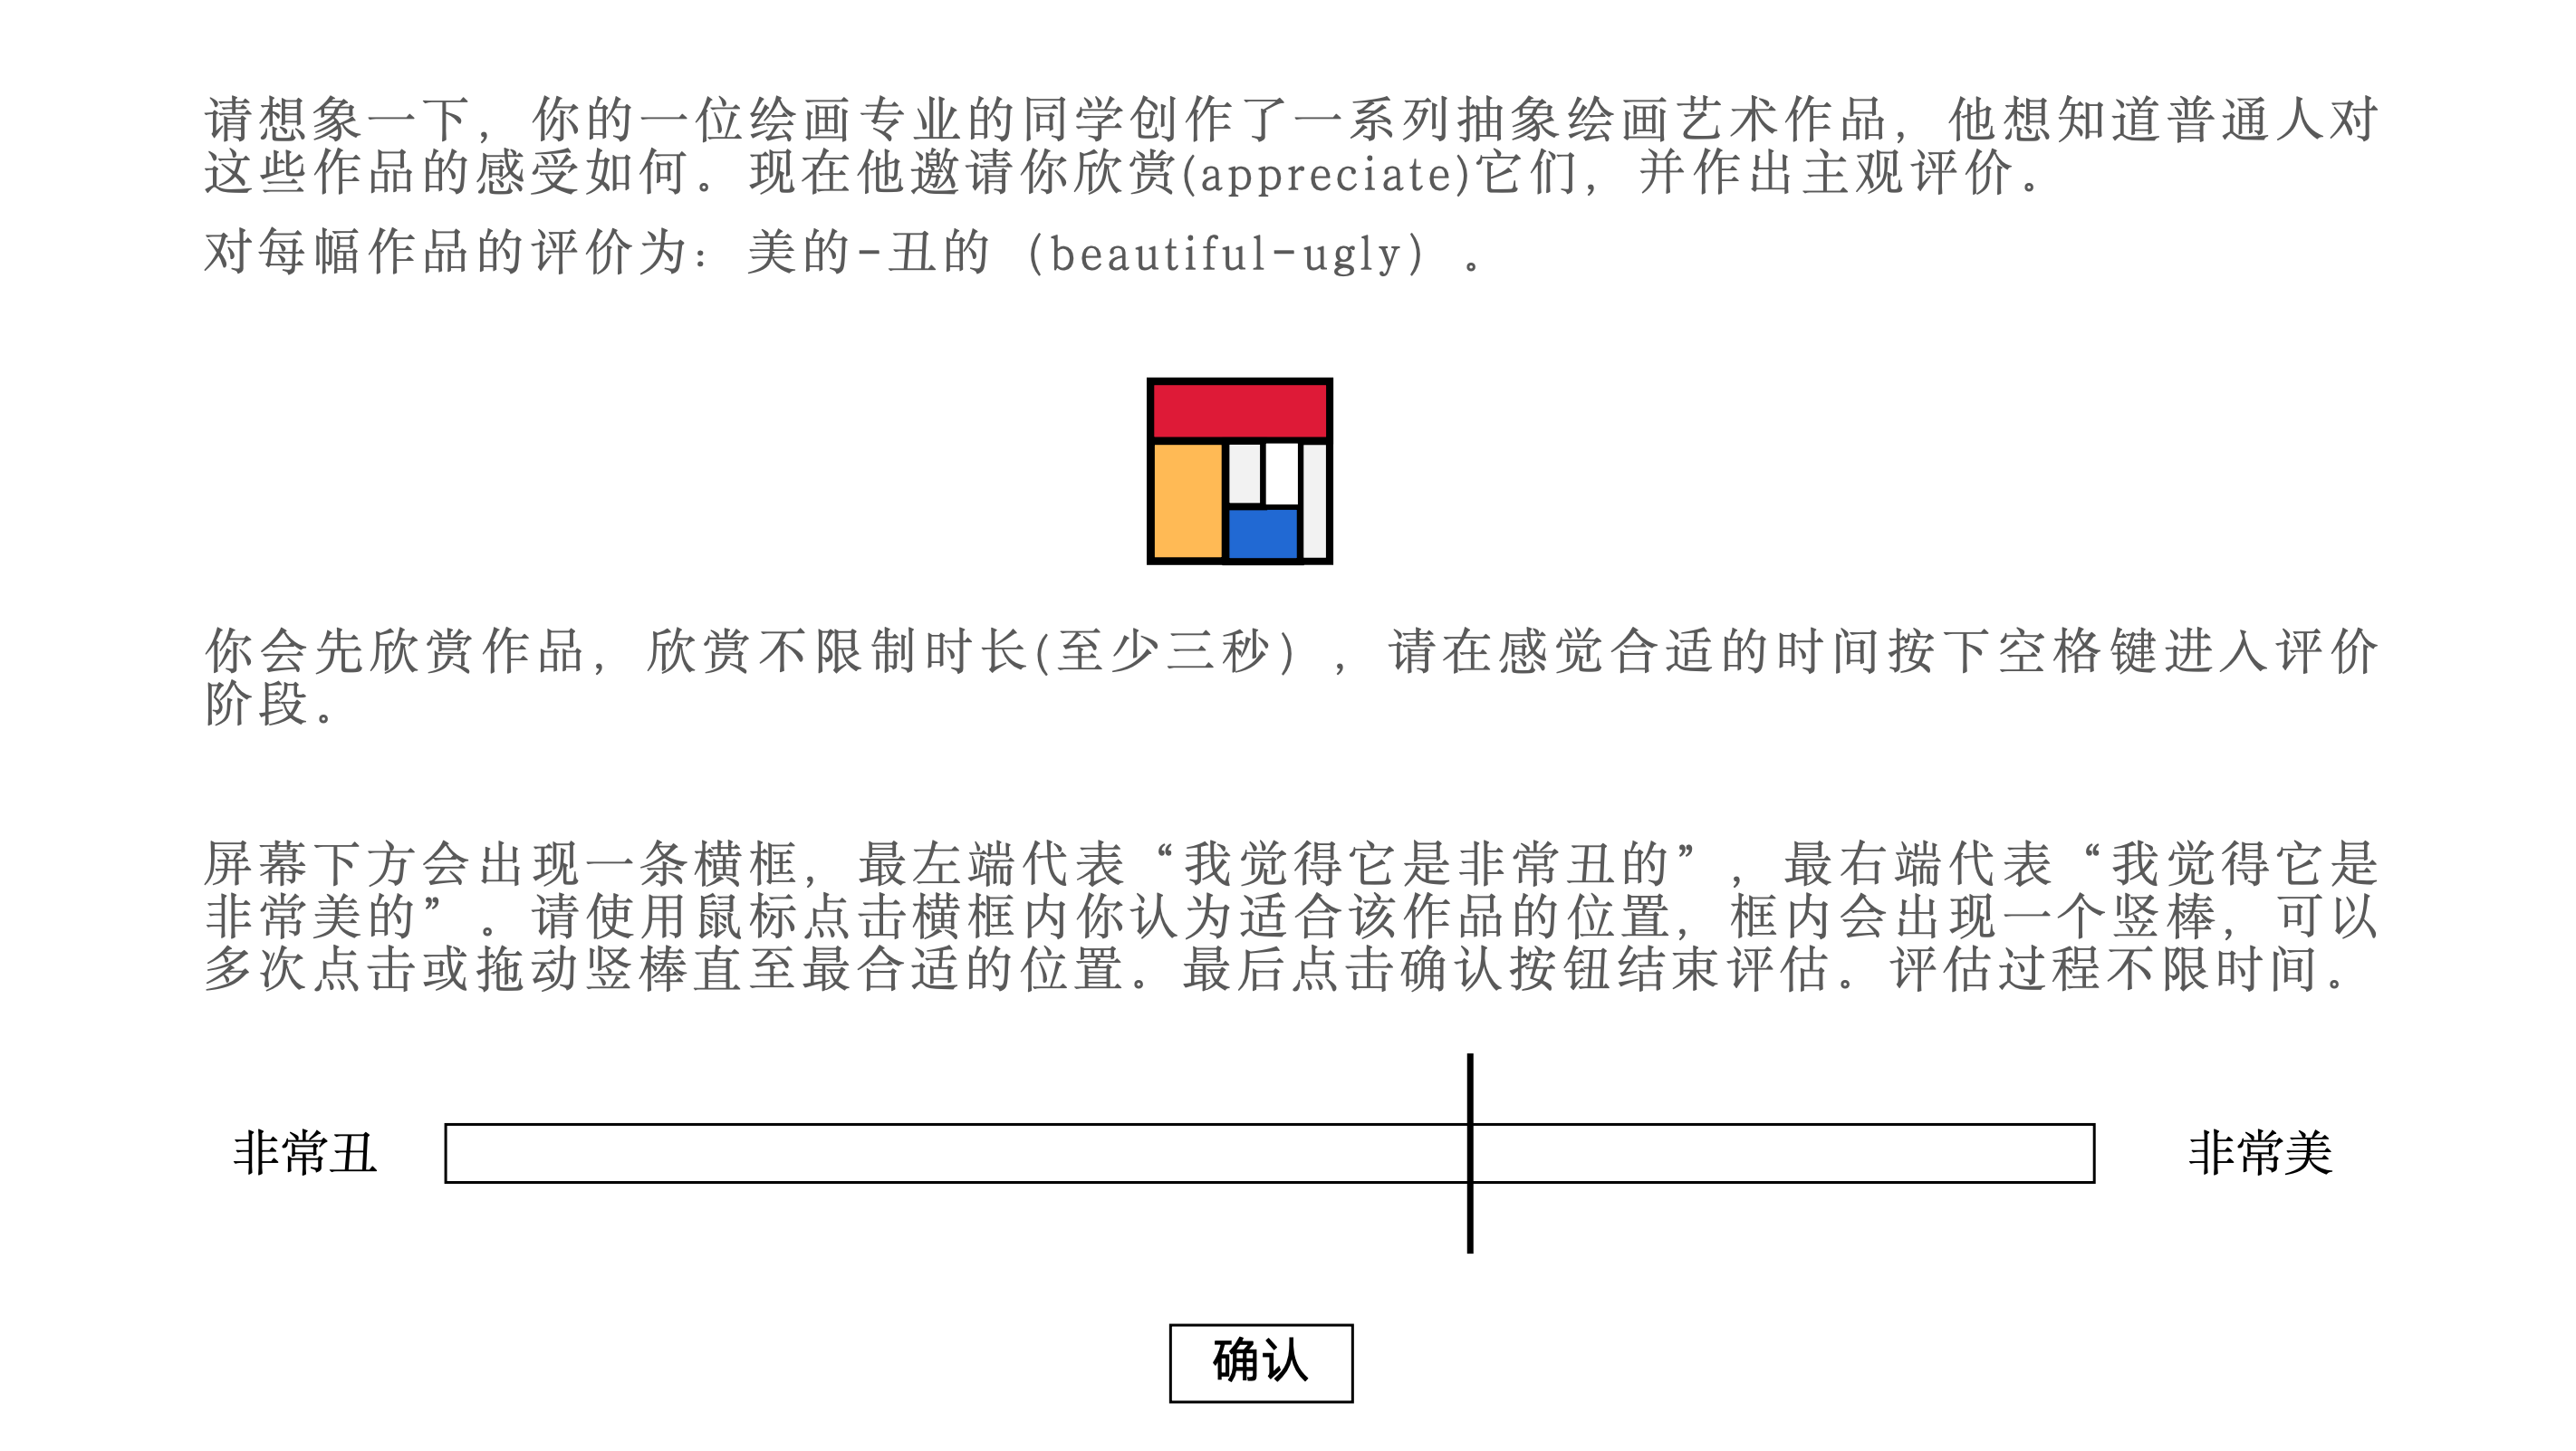 请想象一下，你的一位绘画专业的同学创作了一系列抽象绘画艺术作品，他想知道普通人对
这些作品的感受如何。现在他邀请你欣赏(appreciate)它们，并作出主观评价。
对每幅作品的评价为：美的-丑的（beautiful-ugly）。
你会先欣赏作品，欣赏不限制时长(至少三秒），请在感觉合适的时间按下空格键进入评价
阶段。
屏幕下方会出现一条横框，最左端代表“我觉得它是非常丑的”，最右端代表“我觉得它是
非常美的”。请使用鼠标点击横框内你认为适合该作品的位置，框内会出现一个竖棒，可以
多次点击或拖动竖棒直至最合适的位置。最后点击确认按钮结束评估。评估过程不限时间。
非常丑
非常美
确认